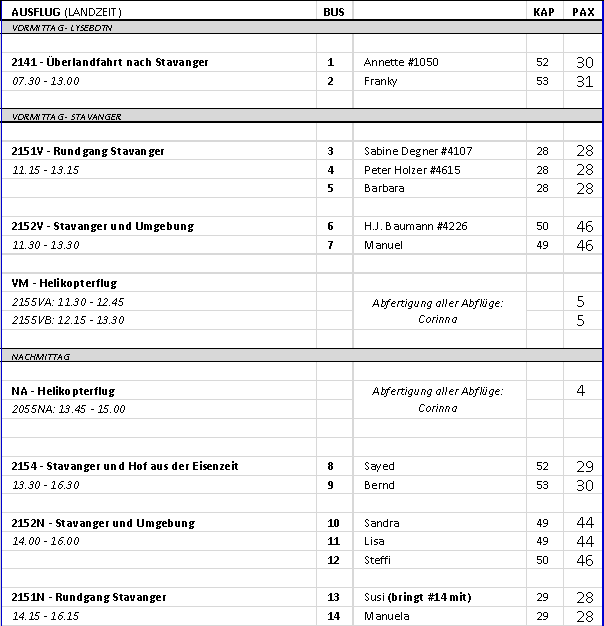 AUSFLUG (LANDZEIT) BUS KAP PAX
VORMITTAG- LYSEBOTN
2141 - Überlandfahrt nach Stavanger 1 Annette #1050 52 30
07.30 - 13.00 2 Franky 53 31
VORMITTAG- STAVANGER
2151V - Rundgang Stavanger 3 Sabine Degner #4107 28 28
11.15 - 13.15 4 Peter Holzer #4615 28 28
5 Barbara 28 28
2152V - Stavanger und Umgebung 6 H.J. Baumann #4226 50 46
11.30 - 13.30 7 Manuel 49 46
VM - Helikopterflug
2155VA: 11.30 - 12.45 Abfertigung aller Abflüge: 5
2155VB: 12.15 - 13.30 Corinna 5
NACHMITTAG
NA - Helikopterflug Abfertigung aller Abflüge: 4
2055NA: 13.45 - 15.00 Corinna
2154 - Stavanger und Hof aus der Eisenzeit 8 Sayed 52 29
13.30 - 16.30 9 Bernd 53 30
2152N - Stavanger und Umgebung 10 Sandra 49 44
14.00 - 16.00 11 Lisa 49 44
12 Steffi 50 46
2151N - Rundgang Stavanger 13 Susi (bringt #14 mit) 29 28
14.15 - 16.15 14 Manuela 29 28